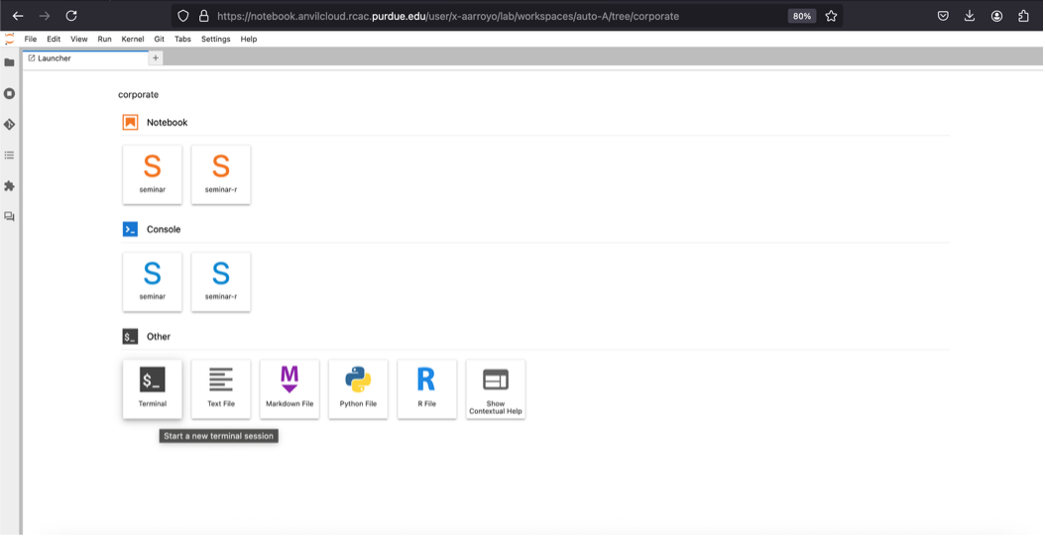 https://notebook.anvilcloud.rcac.purdue.edu/user/x-aarroyo/lab/workspaces/auto-A/tree/corporate 80%
File Edit View Run Kernel Git Tabs Settings Help
Launcher +
corporate
Notebook
S S
seminar seminar-r
Console
S S
seminar seminar-r
$_ Other
$_ M R
Terminal Text File Markdown File Python File R File Show
Contextual Help
Start a new terminal session